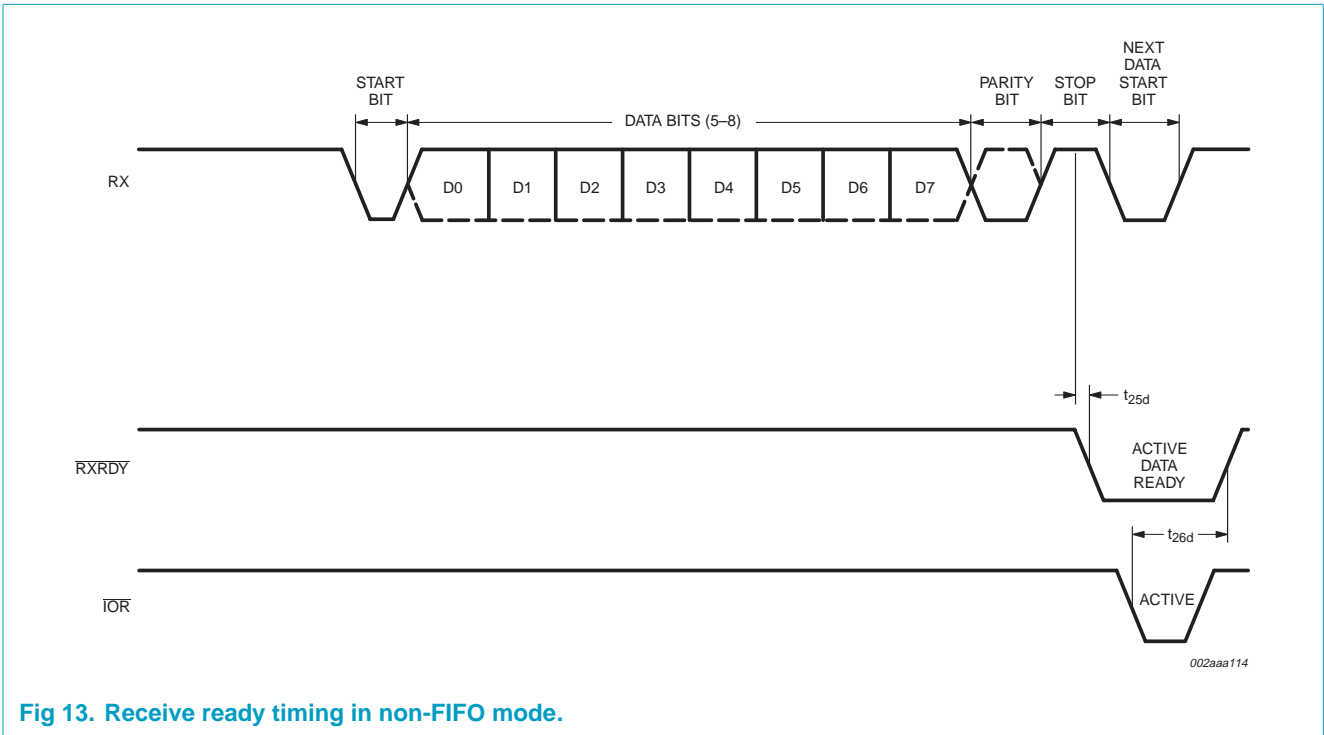 NEXT
DATA
START
BIT
START
BIT
PARITY
BIT
STOP
BIT
DATA BITS (5–8)
RX
D0 D1 D2 D3 D4 D5 D6 D7
t25d
RXRDY
ACTIVE
DATA
READY
t26d
IOR
ACTIVE
002aaa114
Fig 13. Receive ready timing in non-FIFO mode.